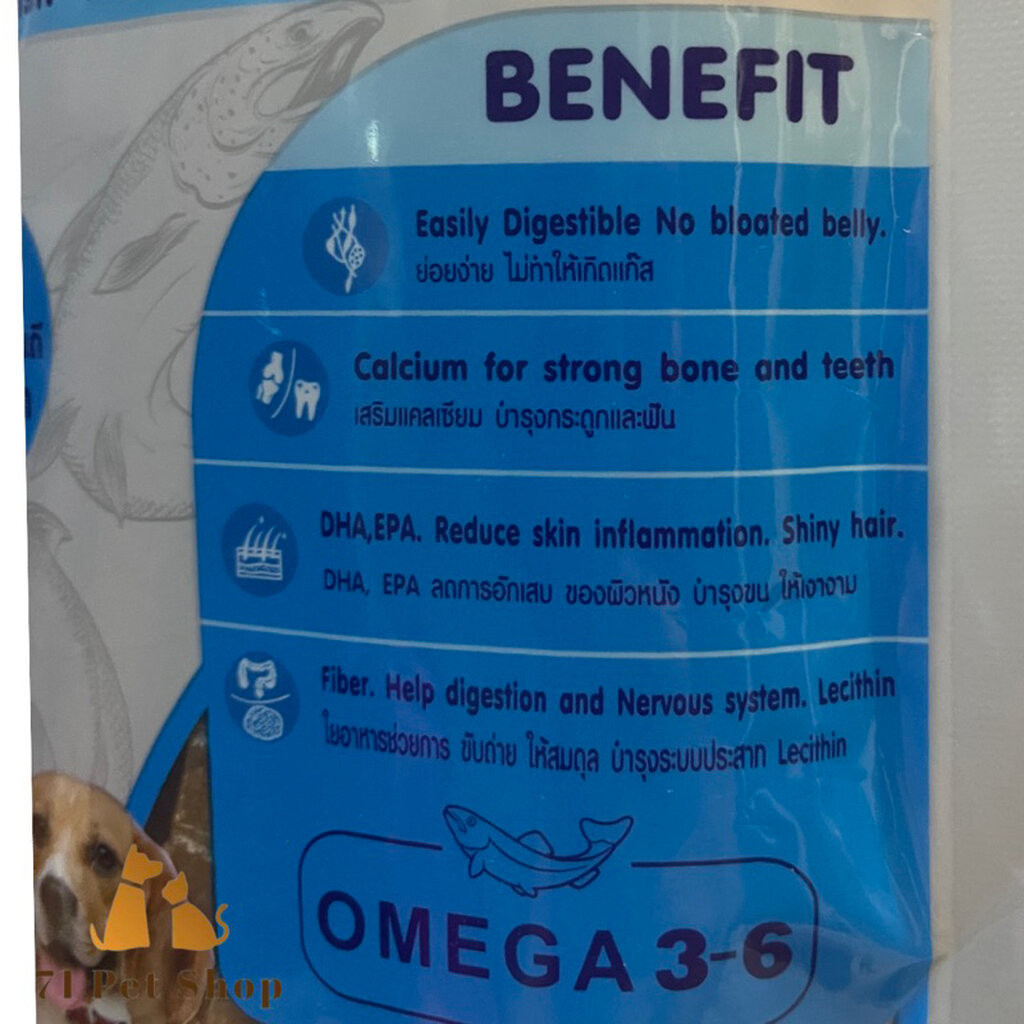 BENEFIT
Easily Digestible No bloated belly.
ย่อยง่าย ไม่ทำให้เกิดแก๊ส
Calcium for strong bone and teeth
เสริมแคลเซียม บำรุงกระดูกและฟัน
DHA,EPA. Reduce skin inflammation. Shiny hair.
DHA, EPA ลดการอักเสบ ของผิวหนัง บำรุงขน ให้เงางาม
Fiber. Help digestion and Nervous system. Lecithin
ใยอาหารช่วยการ ขับถ่าย ให้สมดุล บำรุงระบบประสาท Lecithin
OMEGA 3-6
71 Pet Shop